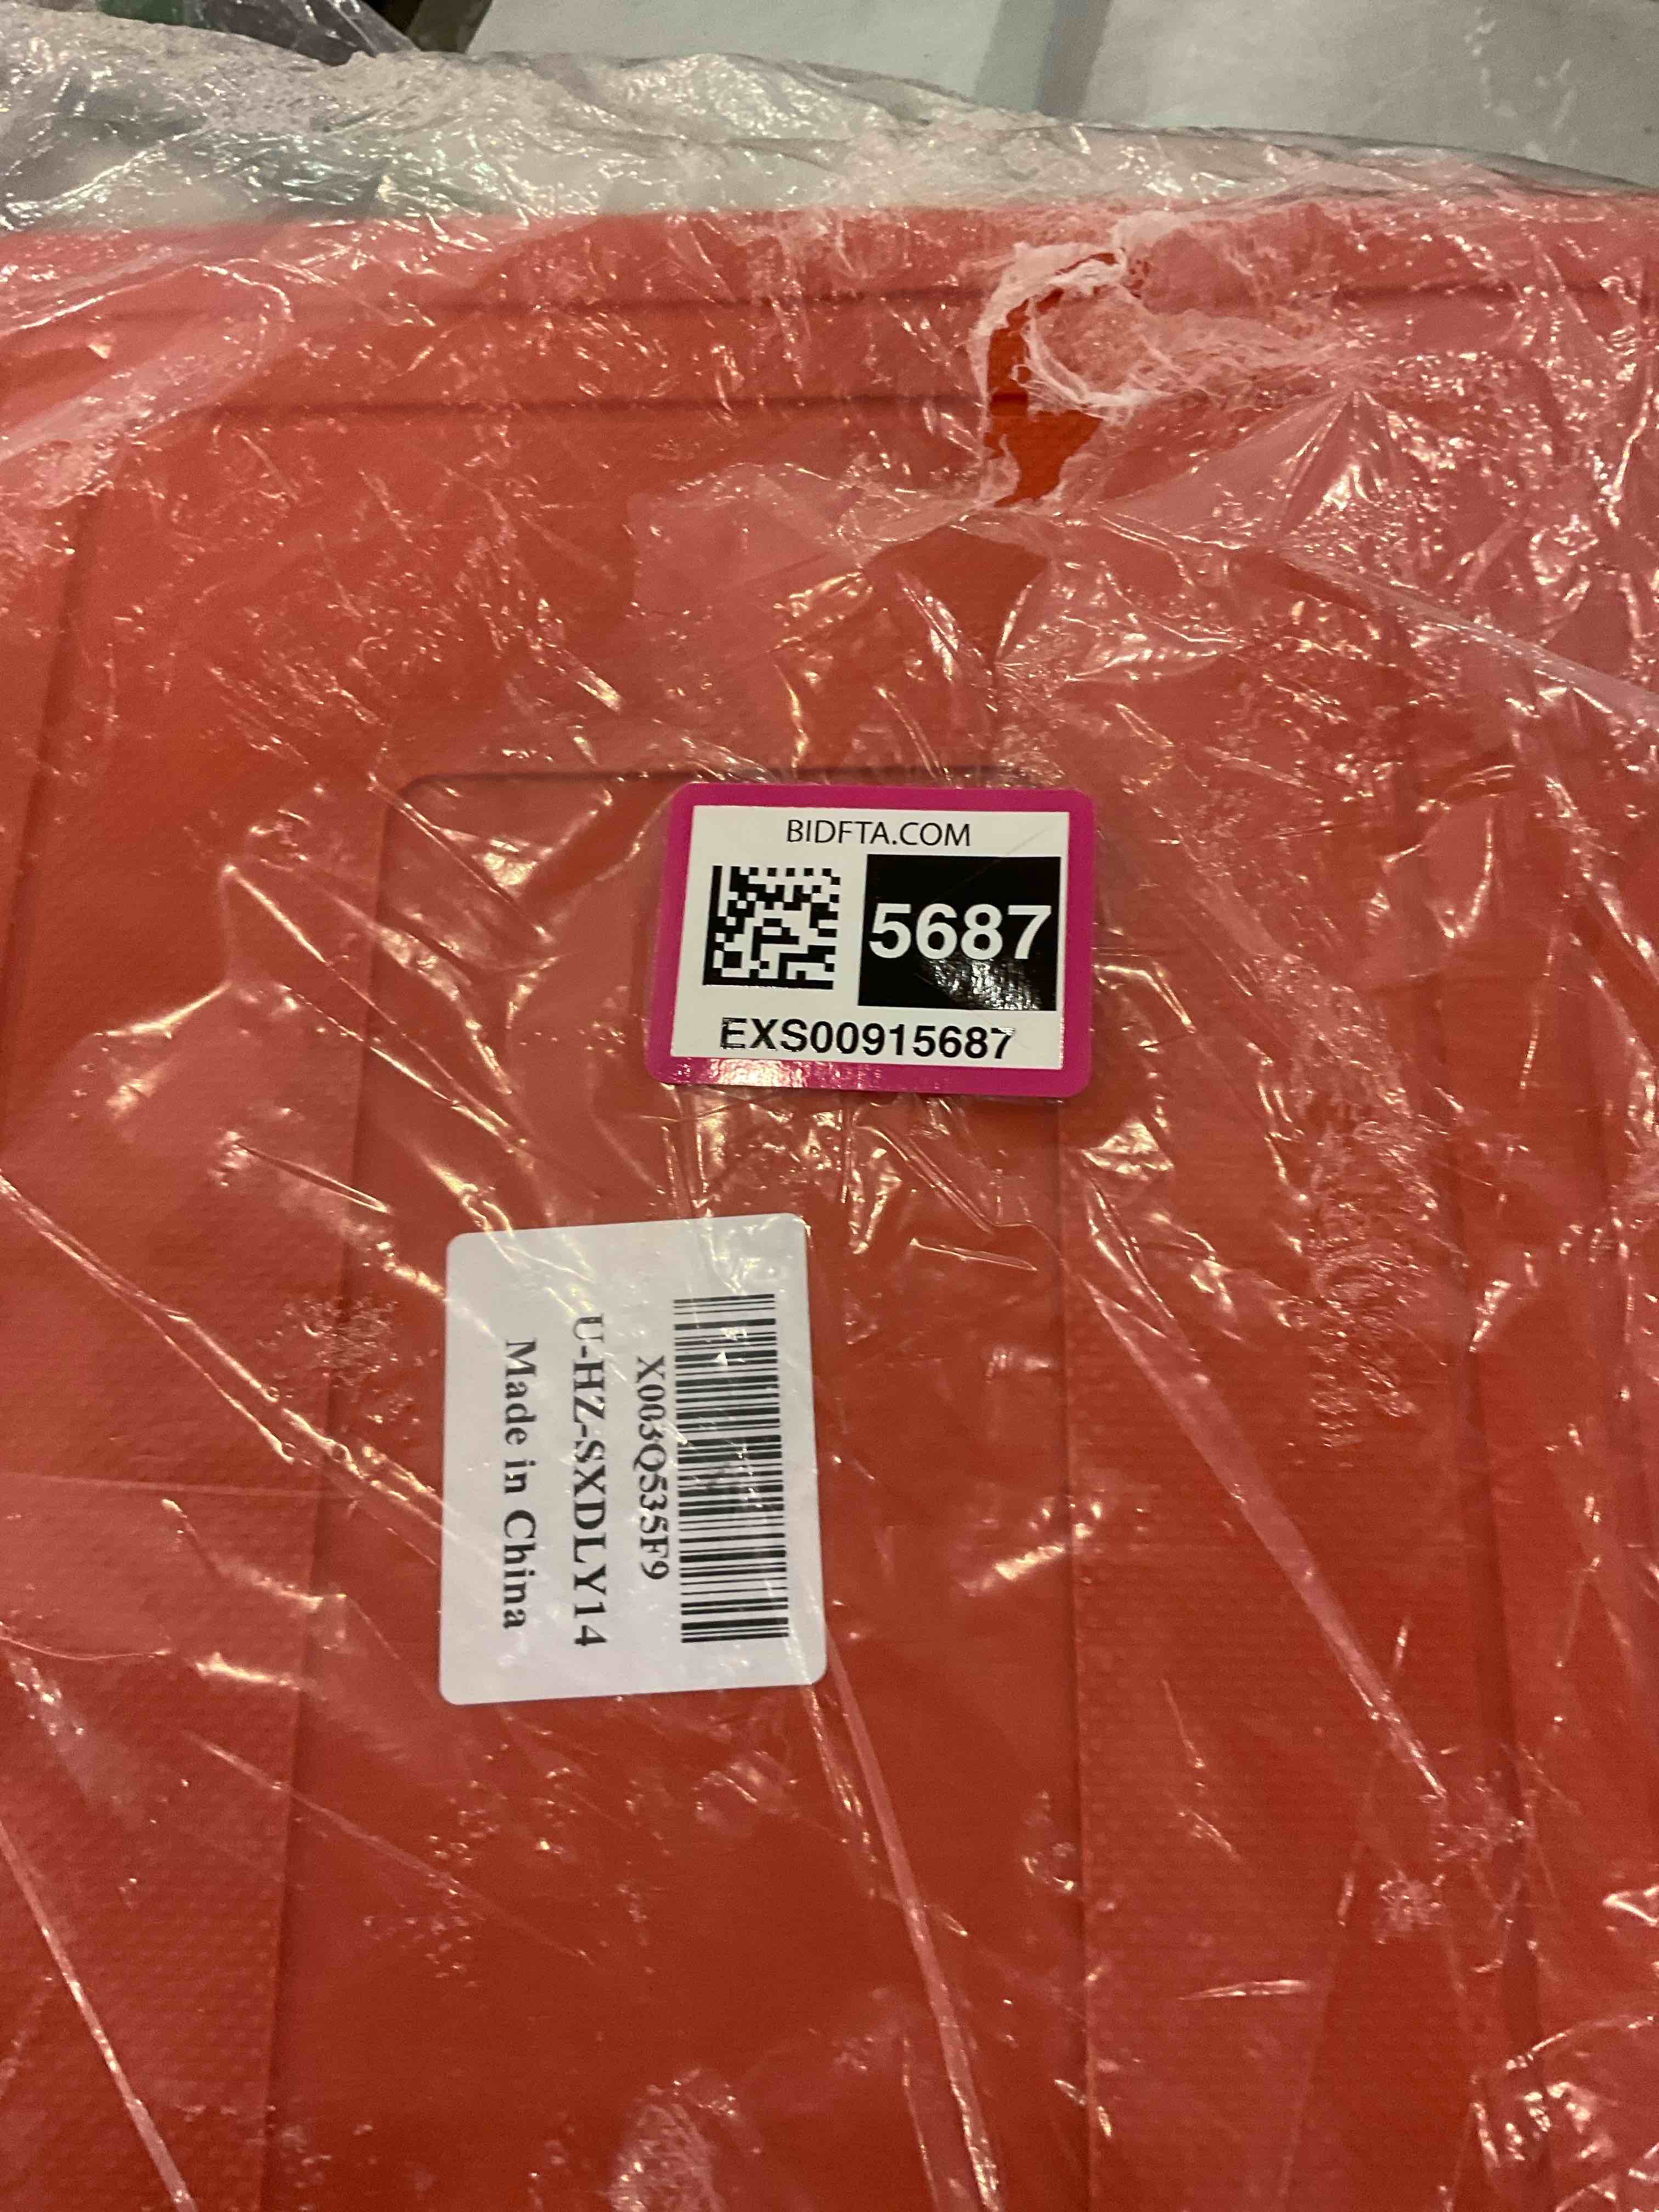 BIDFTA.COM
5687
EXS00915687
X003Q535F9
U-HZ-SXDLY14
Made in China